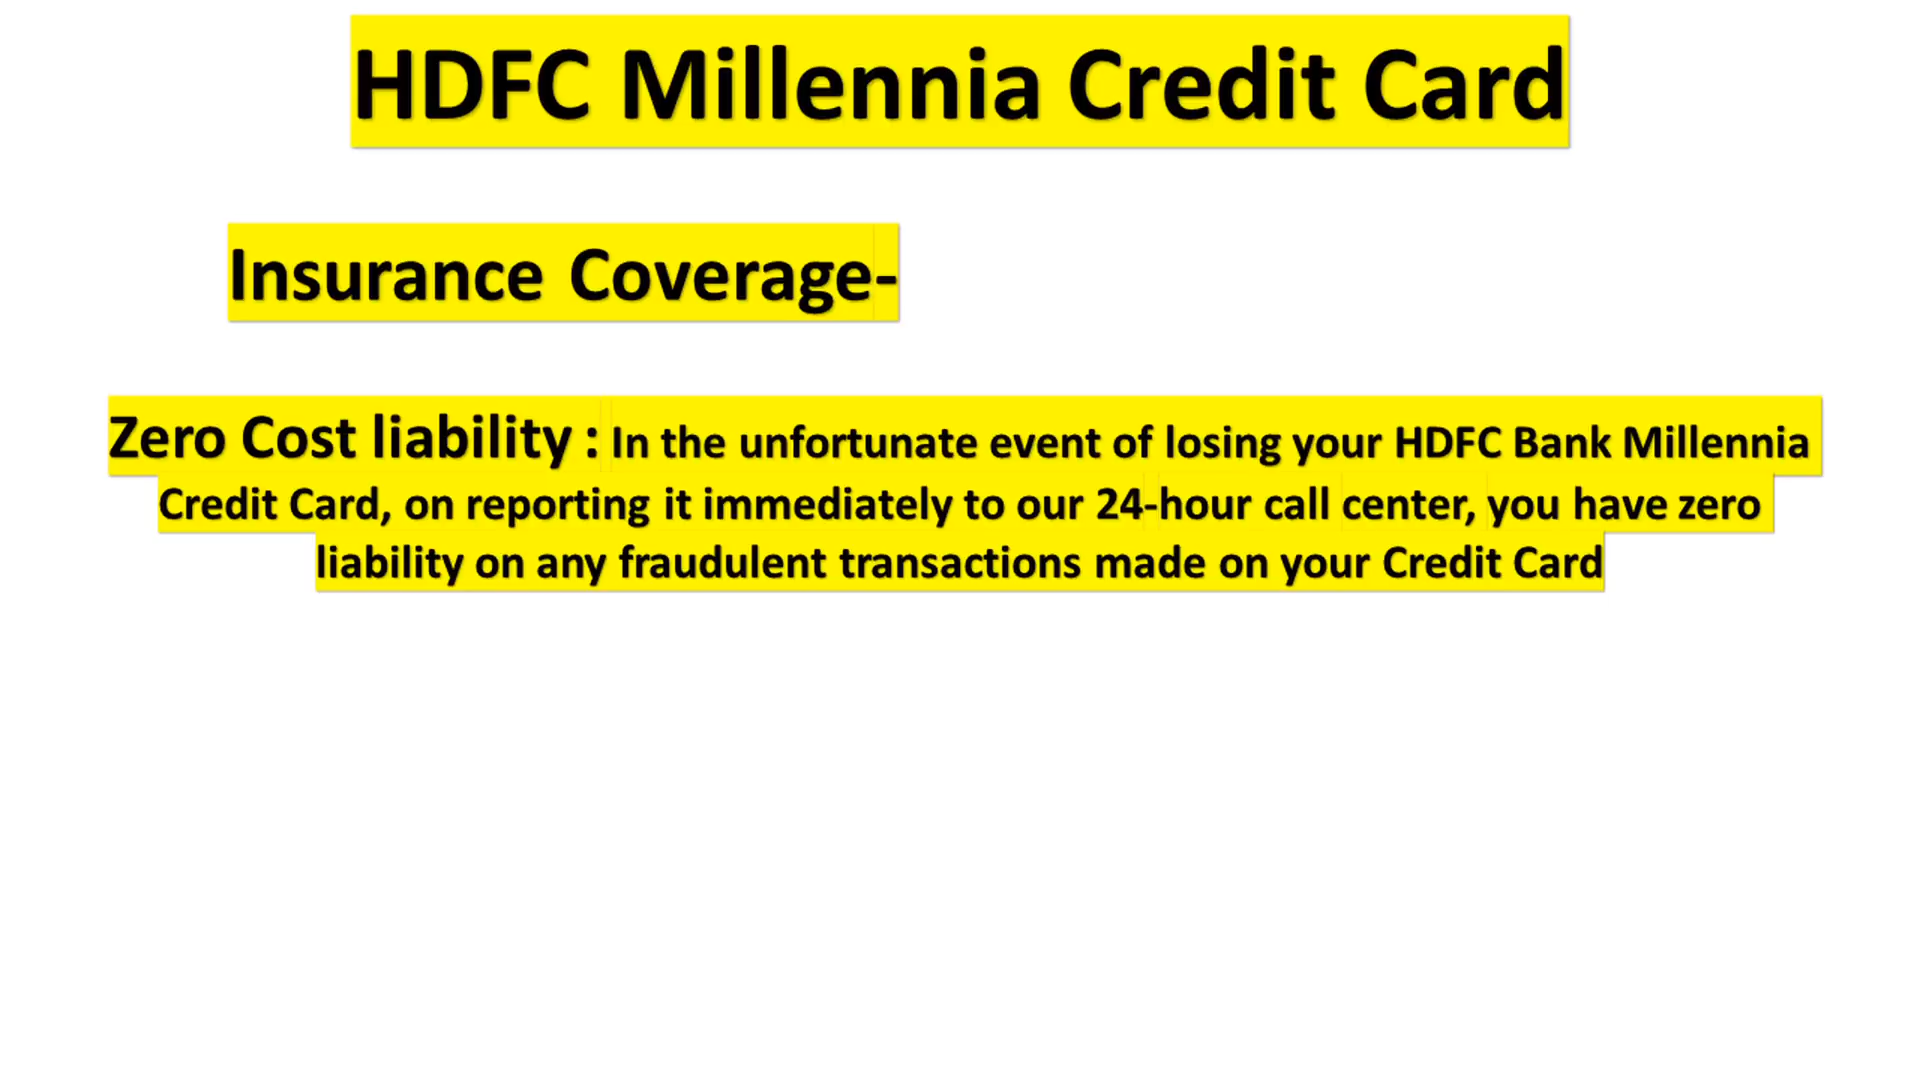 HDFC Millennia Credit Card
Insurance Coverage-
Zero Cost liability : In the unfortunate event of losing your HDFC Bank Millennia
Credit Card, on reporting it immediately to our 24-hour call center, you have zero
liability on any fraudulent transactions made on your Credit Card